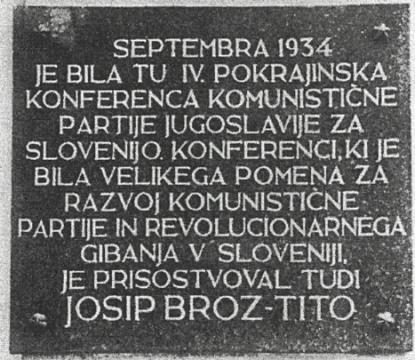 SEPTEMBRA 1934
JE BILA TU IV. POKRAJINSKA
KONFERENCA KOMUNISTIČNE
PARTIJE JUGOSLAVIJE ZA
SLOVENIJO. KONFERENCI, KI JE
BILA VELIKEGA POMENA ZA
RAZVOJ KOMUNISTIČNE
PARTIJE IN REVOLUCIONARNEGA
GIBANJA V SLOVENIJI,
JE PRISOSTVOVAL TUDI
JOSIP BROZ-TITO